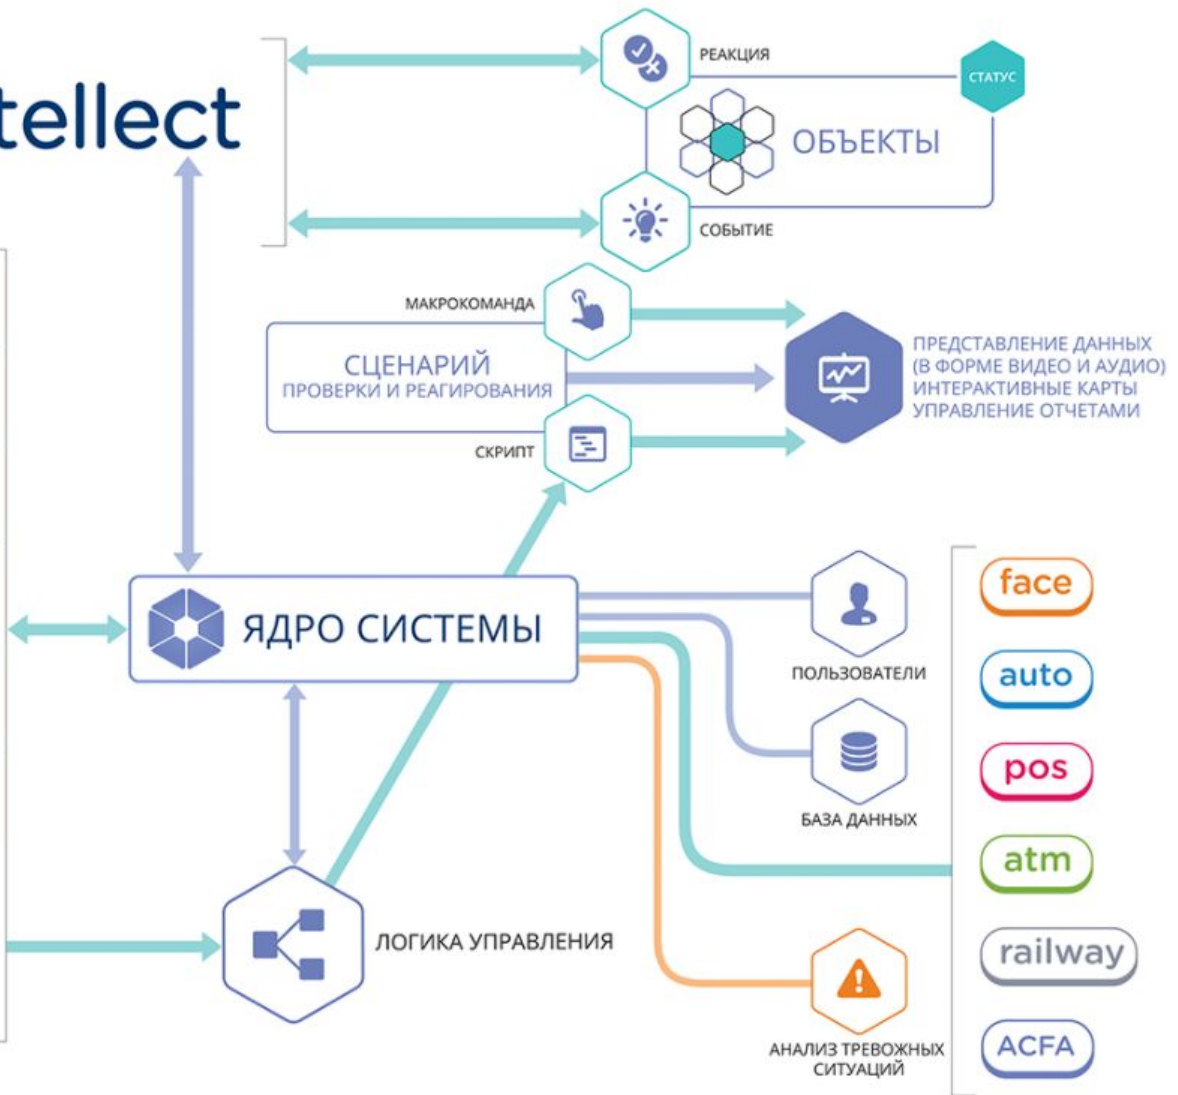 tellect
РЕАКЦИЯ
СТАТУС
ОБЪЕКТЫ
СОБЫТИЕ
МАКРОКОМАНДА
СЦЕНАРИЙ
ПРОВЕРКИ И РЕАГИРОВАНИЯ
СКРИПТ
ПРЕДСТАВЛЕНИЕ ДАННЫХ
(В ФОРМЕ ВИДЕО И АУДИО)
ИНТЕРАКТИВНЫЕ КАРТЫ
УПРАВЛЕНИЕ ОТЧЕТАМИ
ЯДРО СИСТЕМЫ
ПОЛЬЗОВАТЕЛИ
БАЗА ДАННЫХ
ЛОГИКА УПРАВЛЕНИЯ
АНАЛИЗ ТРЕВОЖНЫХ
СИТУАЦИЙ
face
auto
pos
atm
railway
ACFA